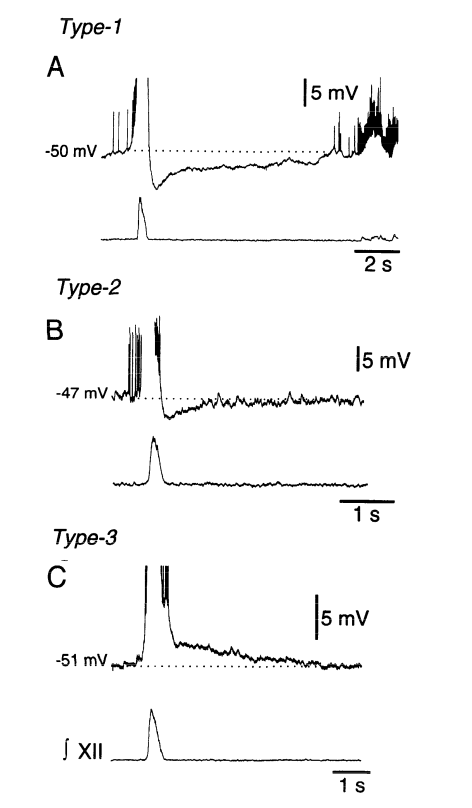 Type-1
A
5 mV
-50 mV
2 s
Type-2
B
5 mV
-47 mV
1 s
Type-3
C
5 mV
-51 mV
∫ XII
1 s